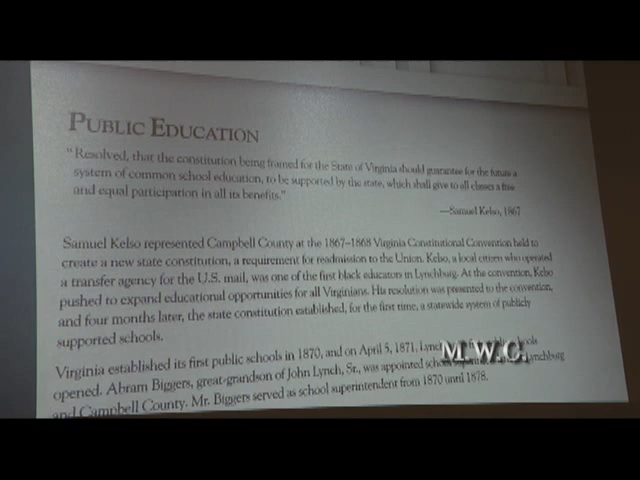 PUBLIC EDUCATION
"Resolved, that the constitution being framed for the State of Virginia should guarantee for the future a
system of common school education, to be supported by the state, which shall give to all classes a free
and equal participation in all its benefits."
—Samuel Kelso, 1867
Samuel Kelso represented Campbell County at the 1867–1868 Virginia Constitutional Convention held to
create a new state constitution, a requirement for readmission to the Union. Kelso, a local citizen who operated
a transfer agency for the U.S. mail, was one of the first black educators in Lynchburg. At the convention, Kelso
pushed to expand educational opportunities for all Virginians. His resolution was presented to the convention,
and four months later, the state constitution established, for the first time, a statewide system of publicly
supported schools.
Virginia established its first public schools in 1870, and on April 5, 1871, schools
opened. Abram Biggers, great-grandson of John Lynch, Sr., was appointed school Lynchburg
and Campbell County. Mr. Biggers served as school superintendent from 1870 until 1878.
M.W.C.